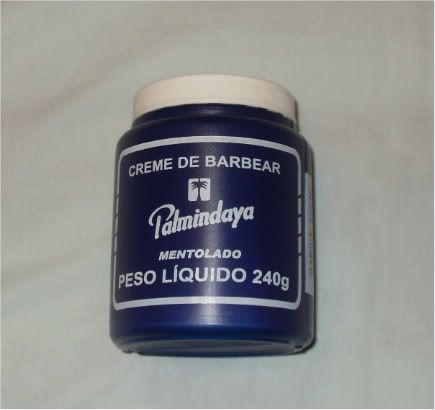 CREME DE BARBEAR
Palmindaya
MENTOLADO
PESO LÍQUIDO 240g